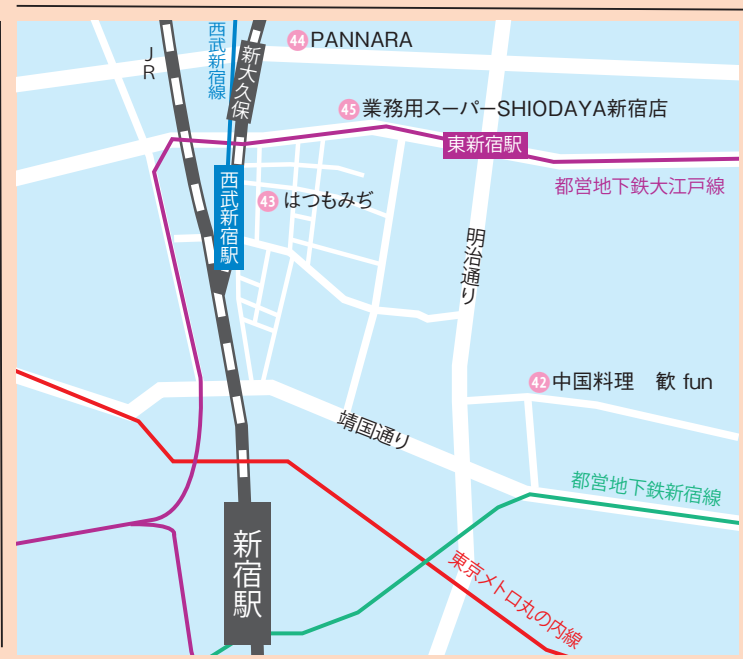 西武新宿線
44 PANNARA
JR
新大久保
45 業務用スーパーSHIODAYA新宿店
東新宿駅
都営地下鉄大江戸線
西武新宿駅
43 はつもみぢ
明治通り
42 中国料理　歓 fun
靖国通り
都営地下鉄新宿線
新宿駅
東京メトロ丸の内線